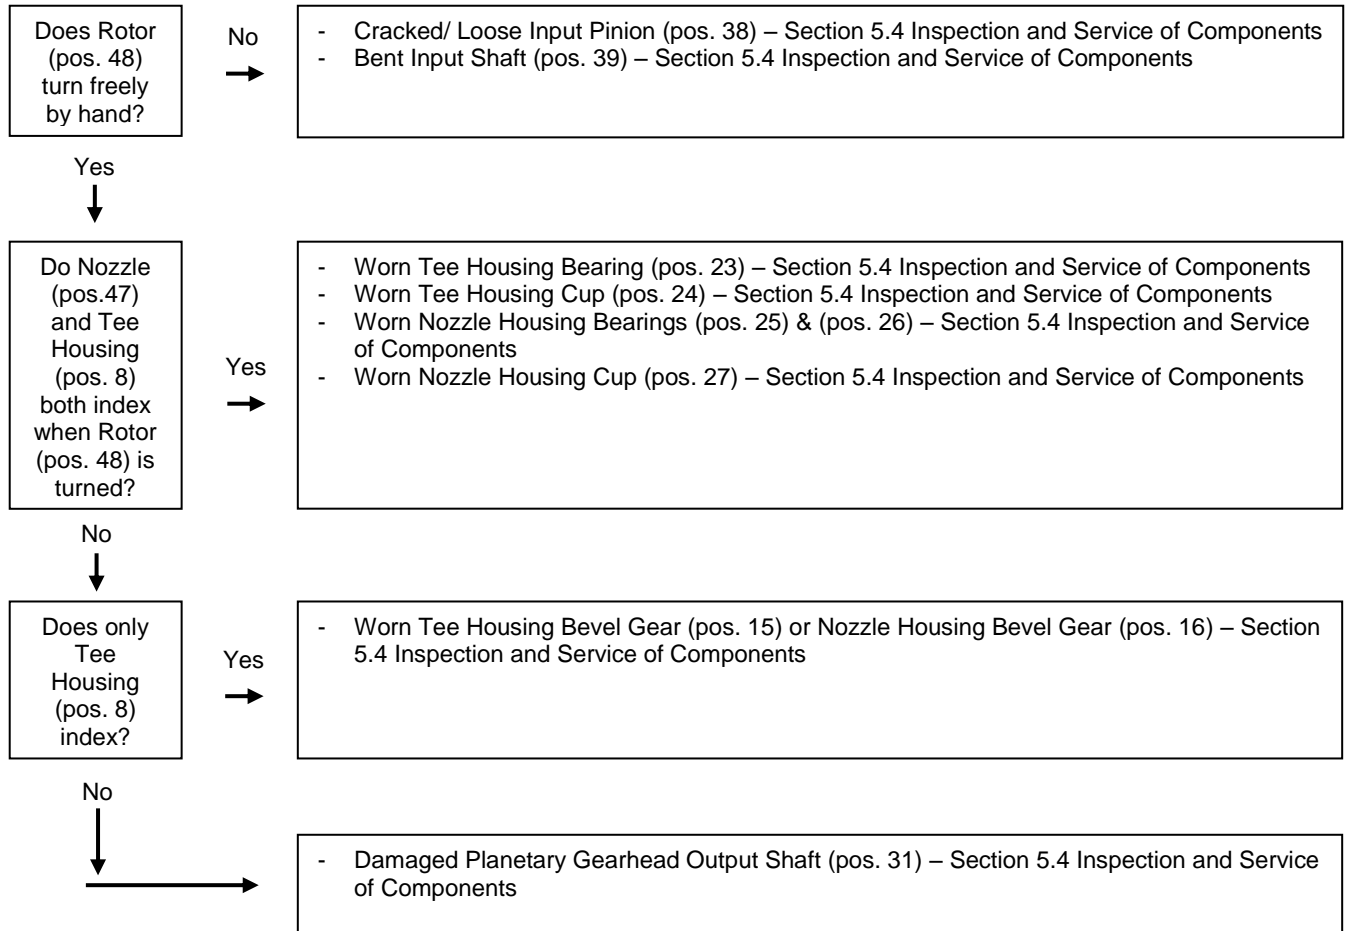 Does Rotor
(pos. 48)
turn freely
by hand?
No
- Cracked/ Loose Input Pinion (pos. 38) – Section 5.4 Inspection and Service of Components
- Bent Input Shaft (pos. 39) – Section 5.4 Inspection and Service of Components
Yes
Do Nozzle
(pos.47)
and Tee
Housing
(pos. 8)
both index
when Rotor
(pos. 48) is
turned?
Yes
- Worn Tee Housing Bearing (pos. 23) – Section 5.4 Inspection and Service of Components
- Worn Tee Housing Cup (pos. 24) – Section 5.4 Inspection and Service of Components
- Worn Nozzle Housing Bearings (pos. 25) & (pos. 26) – Section 5.4 Inspection and Service
of Components
- Worn Nozzle Housing Cup (pos. 27) – Section 5.4 Inspection and Service of Components
No
Does only
Tee
Housing
(pos. 8)
index?
Yes
- Worn Tee Housing Bevel Gear (pos. 15) or Nozzle Housing Bevel Gear (pos. 16) – Section
5.4 Inspection and Service of Components
No
- Damaged Planetary Gearhead Output Shaft (pos. 31) – Section 5.4 Inspection and Service
of Components